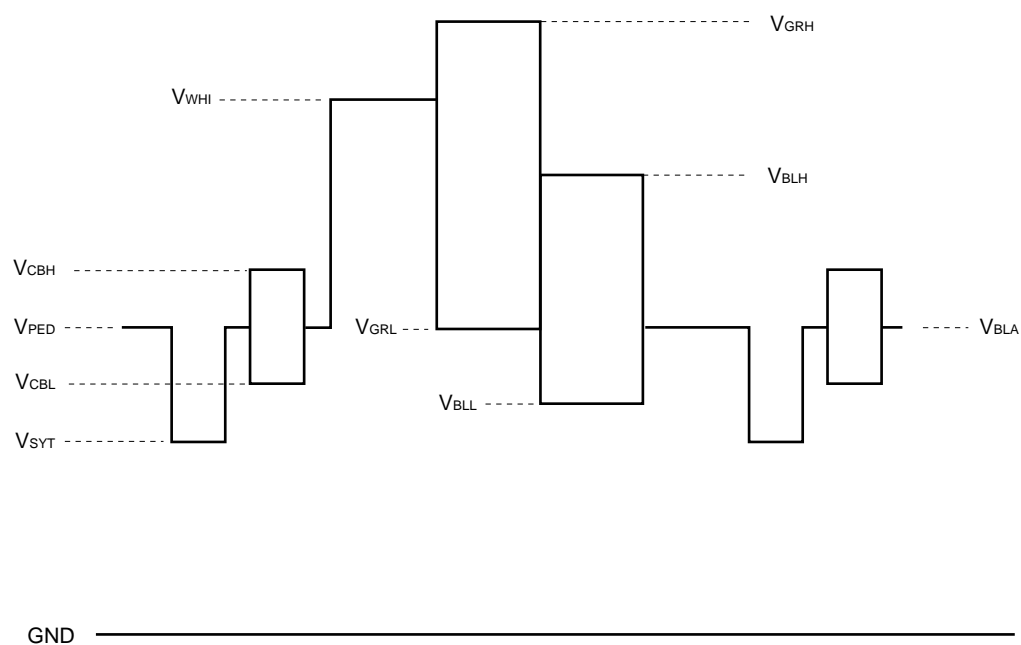 VGRH
VWHI
VBLH
VCBH
VPED
VGRL
VBLA
VCBL
VBLL
VSYT
GND